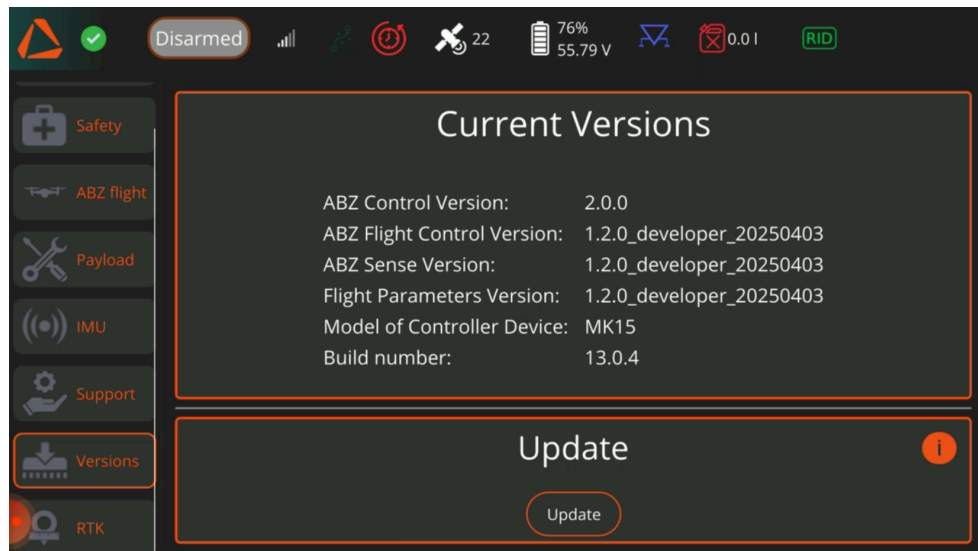 Disarmed
22
76%
55.79 V
0.0 l
RID
Safety
ABZ flight
Payload
IMU
Support
Versions
RTK
Current Versions
ABZ Control Version: 2.0.0
ABZ Flight Control Version: 1.2.0_developer_20250403
ABZ Sense Version: 1.2.0_developer_20250403
Flight Parameters Version: 1.2.0_developer_20250403
Model of Controller Device: MK15
Build number: 13.0.4
Update
i
Update